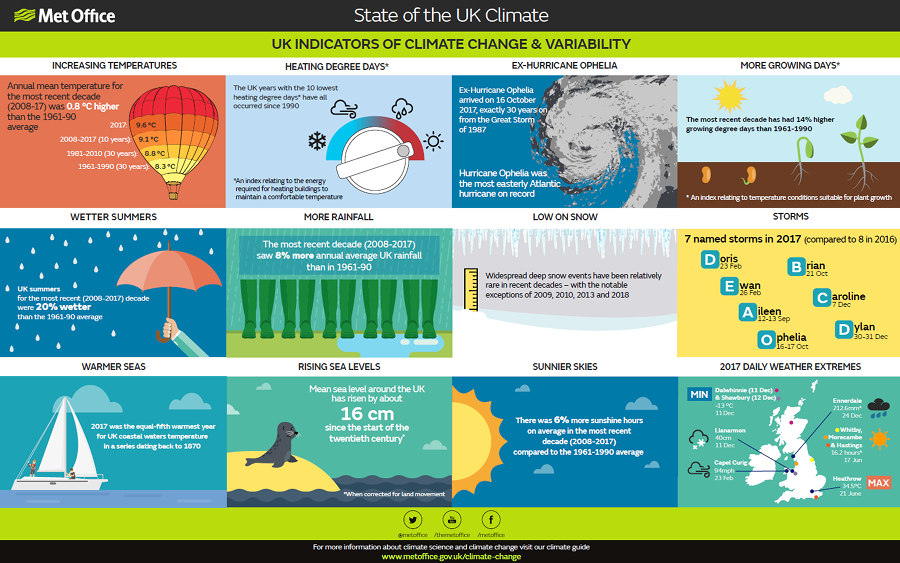 Met Office
State of the UK Climate
UK INDICATORS OF CLIMATE CHANGE & VARIABILITY
INCREASING TEMPERATURES
Annual mean temperature for
the most recent decade
(2008-17) was 0.8 °C higher
than the 1961-1990
average
2017: 9.6 °C
2008-2017 (10 years): 9.1 °C
1981-2010 (30 years): 8.8 °C
1961-1990 (30 years): 8.3 °C
HEATING DEGREE DAYS*
The UK years with the 10 lowest
heating degree days* have all
occurred since 1990
*An index relating to the energy
required for heating buildings to
maintain a comfortable temperature
EX-HURRICANE OPHELIA
Ex-Hurricane Ophelia
arrived on 16 October
2017, exactly 30 years on
from the Great Storm
of 1987
Hurricane Ophelia was
the most easterly Atlantic
hurricane on record
MORE GROWING DAYS*
The most recent decade has had 14% higher
growing degree days than 1961-1990
* An index relating to temperature conditions suitable for plant growth
WETTER SUMMERS
UK summers
for the most recent (2008-2017) decade
were 20% wetter
than the 1961-90 average
MORE RAINFALL
The most recent decade (2008-2017)
saw 8% more annual average UK rainfall
than in 1961-90
LOW ON SNOW
Widespread deep snow events have been relatively
rare in recent decades – with the notable
exceptions of 2009, 2010, 2013 and 2018
STORMS
7 named storms in 2017 (compared to 8 in 2016)
Doris
23 Feb
Brian
21 Oct
Ewan
26 Feb
Caroline
7 Dec
Aileen
12-13 Sep
Dylan
30-31 Dec
Ophelia
16-17 Oct
WARMER SEAS
2017 was the equal-fifth warmest year
for UK coastal waters temperature
in a series dating back to 1870
RISING SEA LEVELS
Mean sea level around the UK
has risen by about
16 cm
since the start of the
twentieth century*
*When corrected for land movement
SUNNIER SKIES
There was 6% more sunshine hours
on average in the most recent
decade (2008-2017)
compared to the 1961-1990 average
2017 DAILY WEATHER EXTREMES
MIN
Dalwhinnie (11 Dec)
& Shawbury (12 Dec)
-13 °C
11 Dec
Llanarmon
40cm
11 Dec
Capel Curig
94mph
23 Feb
Ennerdale
212.6mm*
24 Dec
Whitby,
Morecambe
& Hastings
16.2 hours*
17 Jun
Heathrow
34.5°C
21 June
MAX
You
@metoffice
/themetoffice
/metoffice
For more information about climate science and climate change visit our climate guide
www.metoffice.gov.uk/climate-change